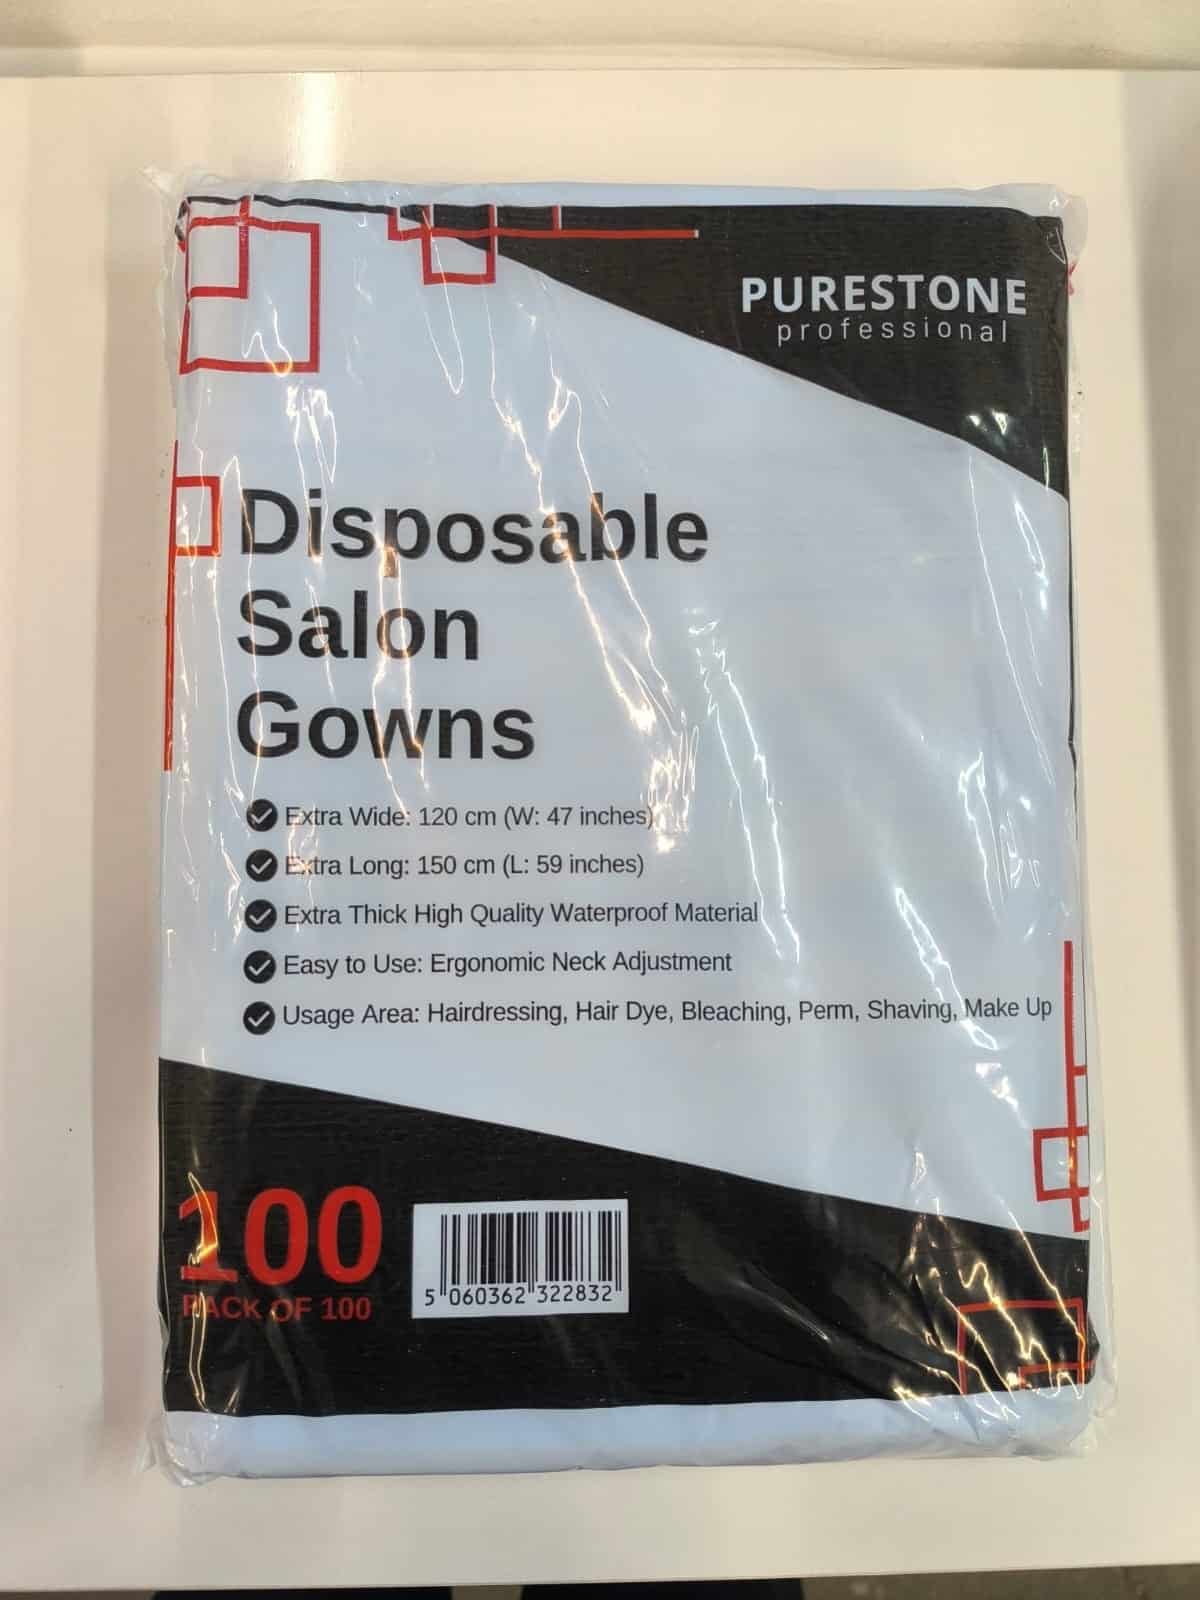 PURESTONE
professional
Disposable
Salon
Gowns
Extra Wide: 120 cm (W: 47 inches)
Extra Long: 150 cm (L: 59 inches)
Extra Thick High Quality Waterproof Material
Easy to Use: Ergonomic Neck Adjustment
Usage Area: Hairdressing, Hair Dye, Bleaching, Perm, Shaving, Make Up
100
PACK OF 100
5 060362 322832